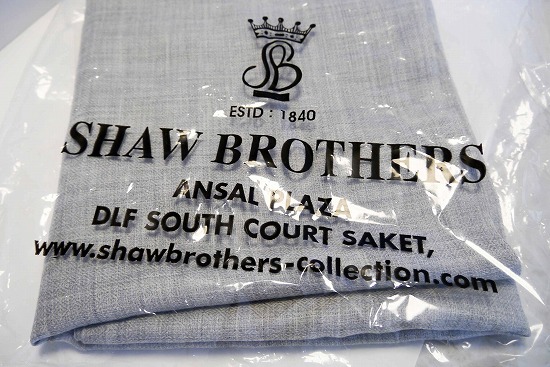 SB
ESTD : 1840
SHAW BROTHERS
ANSAL PLAZA
DLF SOUTH COURT SAKET,
www.shawbrothers-collection.com